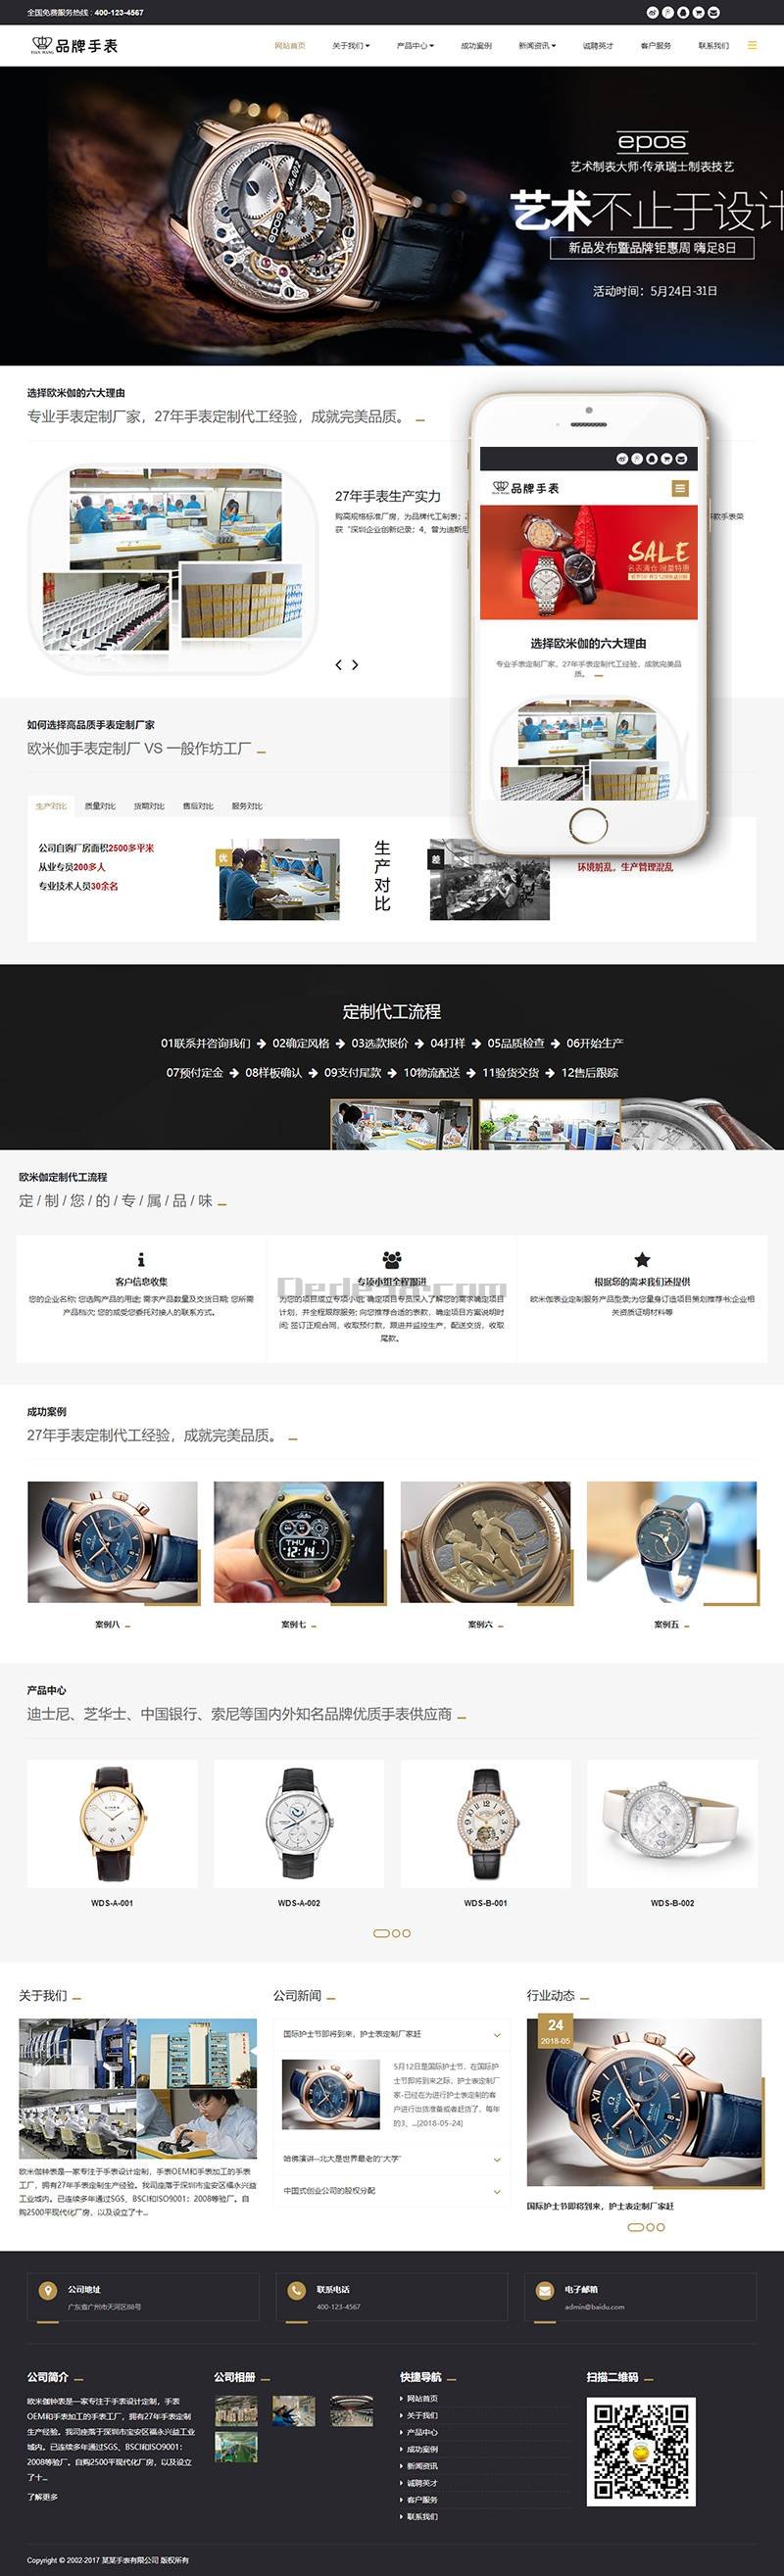 全国免费服务热线 : 400-123-4567
品牌手表
网站首页 关于我们 产品中心 成功案例 新闻资讯 诚聘英才 客户服务 联系我们
epos
艺术制表大师·传承瑞士制表技艺
艺术不止于设计
新品发布暨品牌钜惠周 嗨足8日
活动时间：5月24日-31日
选择欧米伽的六大理由
专业手表定制厂家，27年手表定制代工经验，成就完美品质。
27年手表生产实力
品牌手表
SALE
名表清仓 限量特惠
选择欧米伽的六大理由
专业手表定制厂家，27年手表定制代工经验，成就完美品
质。
如何选择高品质手表定制厂家
欧米伽手表定制厂 VS 一般作坊工厂
生产对比 质量对比 货期对比 售后对比 服务对比
公司自购厂房面积2500多平米
从业专员200多人
专业技术人员30余名
优
生产对比
差
环境脏乱，生产管理混乱
定制代工流程
01联系并咨询我们 → 02确定风格 → 03选款报价 → 04打样 → 05品质检查 → 06开始生产
07预付定金 → 08样板确认 → 09支付尾款 → 10物流配送 → 11验货交货 → 12售后跟踪
欧米伽定制代工流程
定 / 制 / 您 / 的 / 专 / 属 / 品 / 味
客户信息收集
您的企业名称; 您选购产品的用途; 需求产品数量及交货日期; 您所需
产品档次; 您的或受您委托对接人的联系方式。
专项小组全程跟进
为您的项目成立专项小组; 确定项目专员深入了解您的需求确定项目
计划，并全程跟踪服务; 向您推荐合适的表款，确定项目方案说明时
间; 签订正规合同，收取预付款，跟进并监控生产，配送交货，收取
尾款。
根据您的需求我们还提供
欧米伽表业定制服务产品型录;为您量身订造项目策划推荐书;企业相
关资质证明材料等
成功案例
27年手表定制代工经验，成就完美品质。
案例八
案例七
案例六
案例五
产品中心
迪士尼、芝华士、中国银行、索尼等国内外知名品牌优质手表供应商
WDS-A-001
WDS-A-002
WDS-B-001
WDS-B-002
关于我们
欧米伽钟表是一家专注于手表设计定制，手表OEM和手表加工的手表
工厂，拥有27年手表定制生产经验。我司座落于深圳市宝安区福永兴益
工业城内。已连续多年通过SGS、BSCI和ISO9001：2008等验厂。自
购2500平现代化厂房，以及设立了十...
公司新闻
国际护士节即将到来，护士表定制厂家赶
5月12日是国际护士节，在国际护
士节即将到来之际，护士表定制厂
家-已经在为进行护士表定制的客
户进行出货准备或者赶货了，每年
的3、...[2018-05-24]
哈佛演讲--北大是世界最老的"大学"
中国式创业公司的股权分配
行业动态
24
2018-05
国际护士节即将到来，护士表定制厂家赶
公司地址
广东省广州市天河区88号
联系电话
400-123-4567
电子邮箱
admin@baidu.com
公司简介
欧米伽钟表是一家专注于手表设计定制，手表
OEM和手表加工的手表工厂，拥有27年手表定制
生产经验。我司座落于深圳市宝安区福永兴益工业
城内。已连续多年通过SGS、BSCI和ISO9001：
2008等验厂。自购2500平现代化厂房，以及设立
了十...
了解更多
公司相册
快捷导航
网站首页
关于我们
产品中心
成功案例
新闻资讯
诚聘英才
客户服务
联系我们
扫描二维码
Copyright © 2002-2017 某某手表有限公司 版权所有